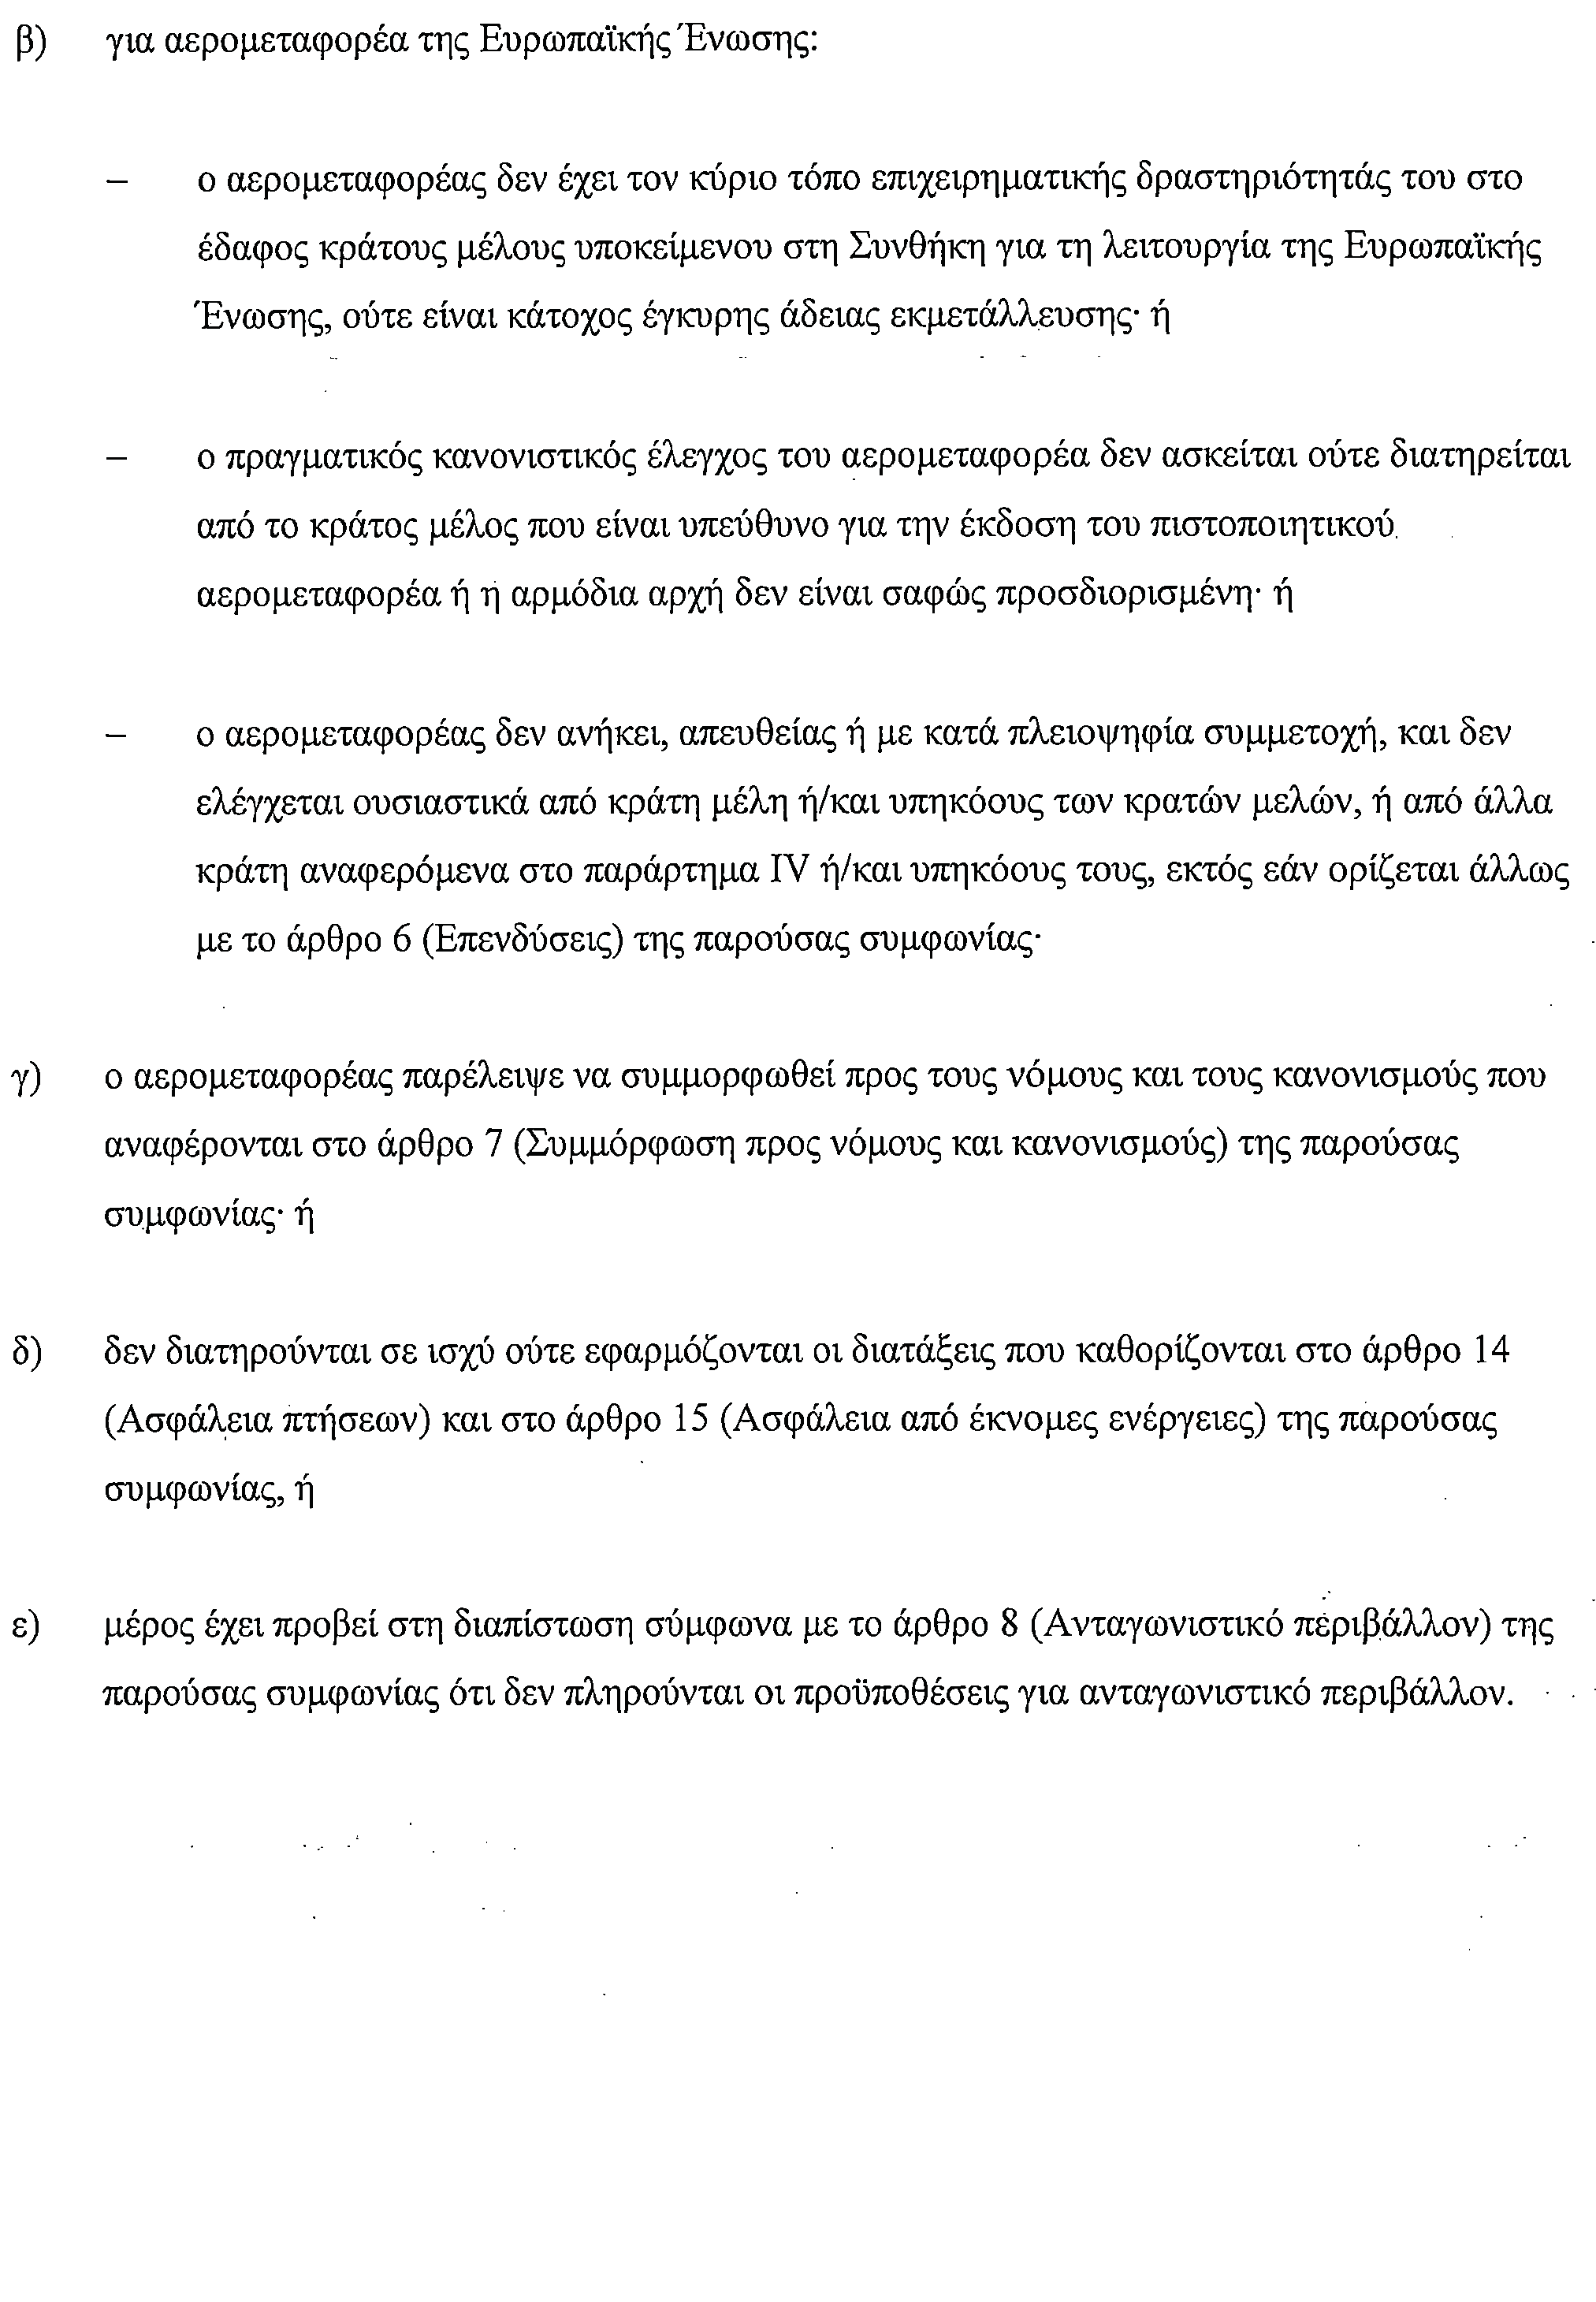 β) για αερομεταφορέα της Ευρωπαϊκής Ένωσης:
– ο αερομεταφορέας δεν έχει τον κύριο τόπο επιχειρηματικής δραστηριότητάς του στο
έδαφος κράτους μέλους υποκείμενου στη Συνθήκη για τη λειτουργία της Ευρωπαϊκής
Ένωσης, ούτε είναι κάτοχος έγκυρης άδειας εκμετάλλευσης· ή
– ο πραγματικός κανονιστικός έλεγχος του αερομεταφορέα δεν ασκείται ούτε διατηρείται
από το κράτος μέλος που είναι υπεύθυνο για την έκδοση του πιστοποιητικού
αερομεταφορέα ή η αρμόδια αρχή δεν είναι σαφώς προσδιορισμένη· ή
– ο αερομεταφορέας δεν ανήκει, απευθείας ή με κατά πλειοψηφία συμμετοχή, και δεν
ελέγχεται ουσιαστικά από κράτη μέλη ή/και υπηκόους των κρατών μελών, ή από άλλα
κράτη αναφερόμενα στο παράρτημα IV ή/και υπηκόους τους, εκτός εάν ορίζεται άλλως
με το άρθρο 6 (Επενδύσεις) της παρούσας συμφωνίας·
γ) ο αερομεταφορέας παρέλειψε να συμμορφωθεί προς τους νόμους και τους κανονισμούς που
αναφέρονται στο άρθρο 7 (Συμμόρφωση προς νόμους και κανονισμούς) της παρούσας
συμφωνίας· ή
δ) δεν διατηρούνται σε ισχύ ούτε εφαρμόζονται οι διατάξεις που καθορίζονται στο άρθρο 14
(Ασφάλεια πτήσεων) και στο άρθρο 15 (Ασφάλεια από έκνομες ενέργειες) της παρούσας
συμφωνίας, ή
ε) μέρος έχει προβεί στη διαπίστωση σύμφωνα με το άρθρο 8 (Ανταγωνιστικό περιβάλλον) της
παρούσας συμφωνίας ότι δεν πληρούνται οι προϋποθέσεις για ανταγωνιστικό περιβάλλον.